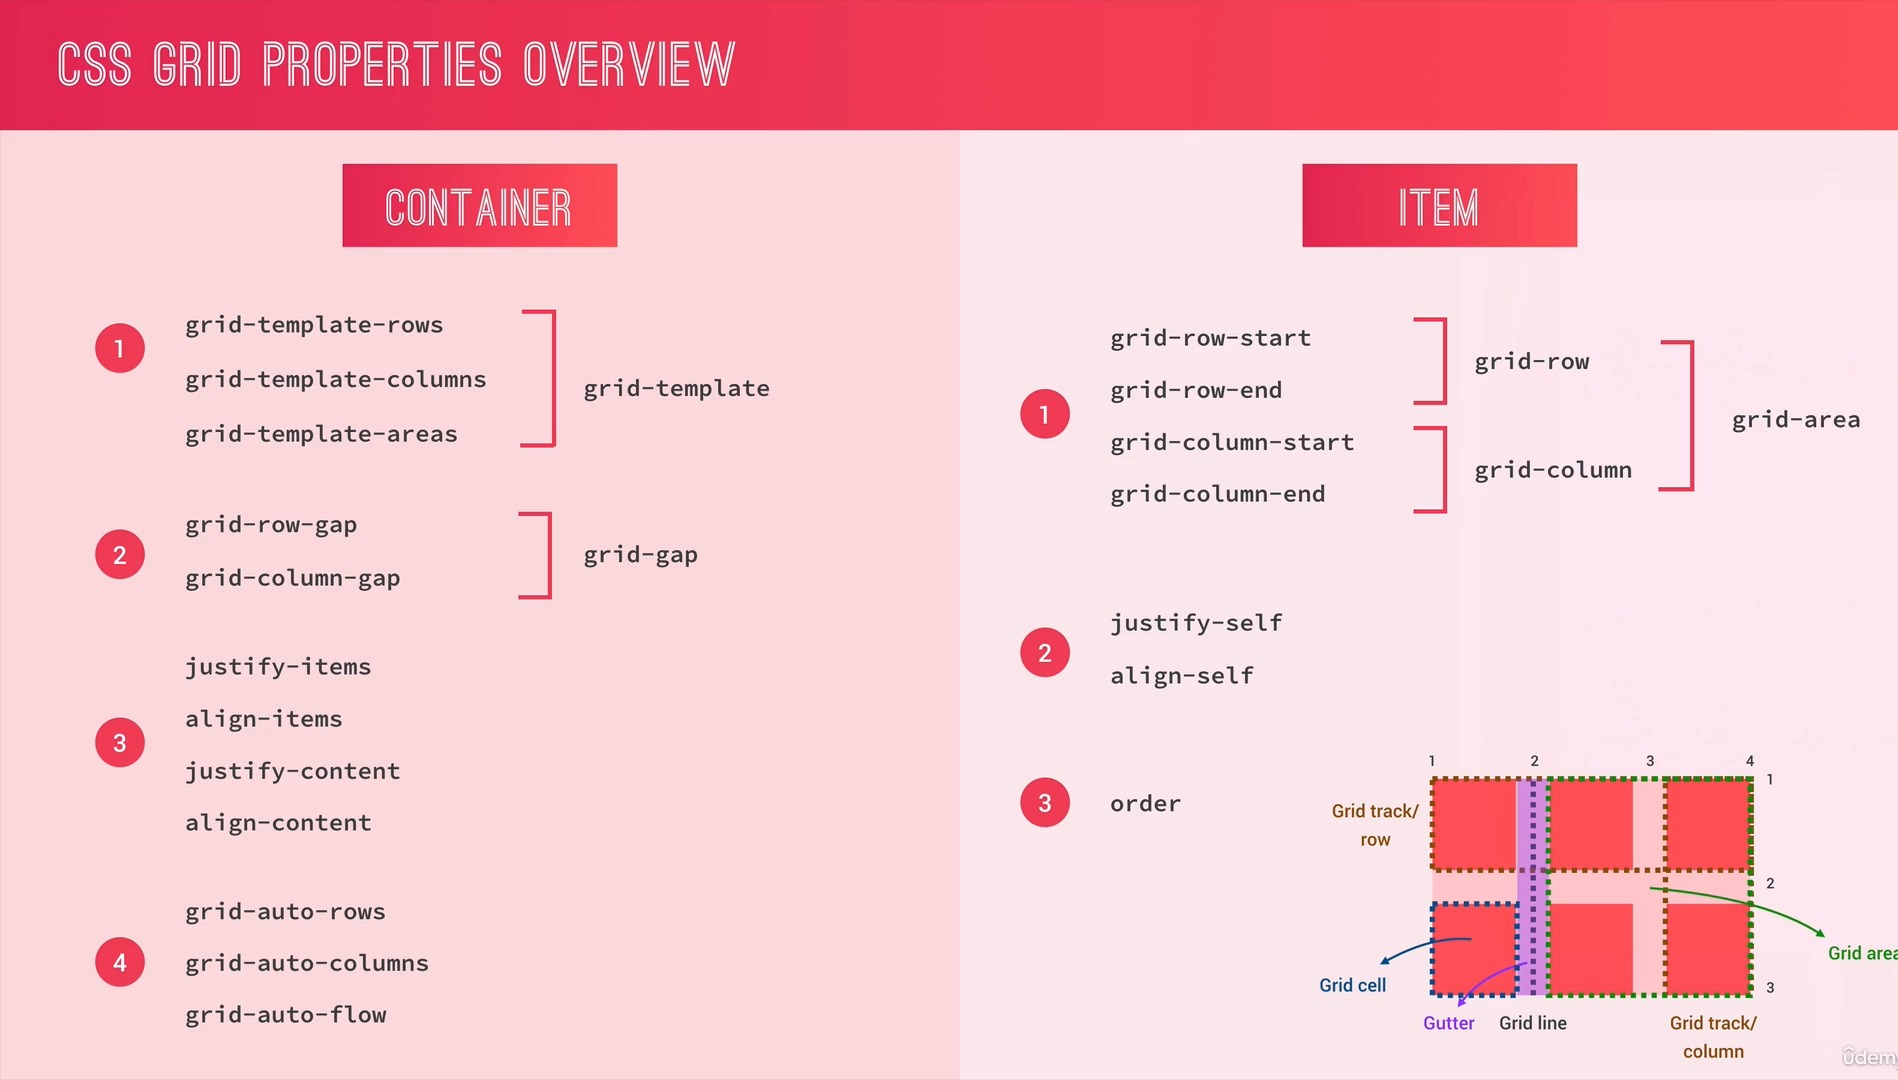 CSS GRID PROPERTIES OVERVIEW
CONTAINER
1
grid-template-rows
grid-template-columns
grid-template-areas
grid-template
2
grid-row-gap
grid-column-gap
grid-gap
3
justify-items
align-items
justify-content
align-content
4
grid-auto-rows
grid-auto-columns
grid-auto-flow
ITEM
1
grid-row-start
grid-row-end
grid-column-start
grid-column-end
grid-row
grid-column
grid-area
2
justify-self
align-self
3
order
1 2 3 4
1
2
3
Grid track/
row
Grid cell
Gutter
Grid line
Grid track/
column
Grid area
ûdemy